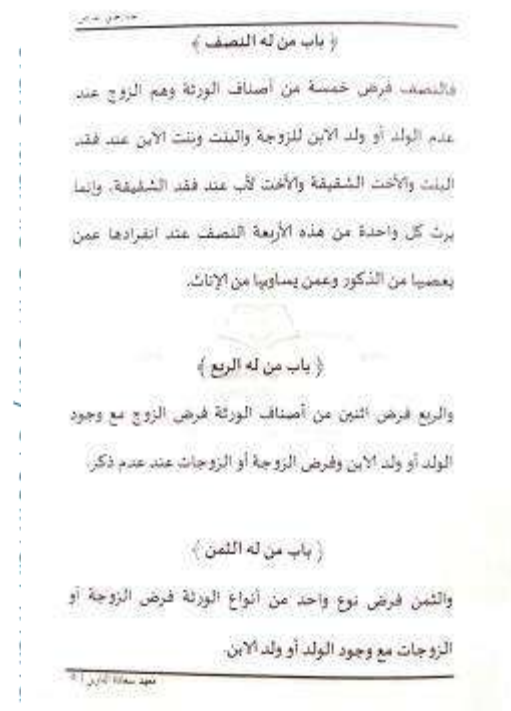 ﴿ باب من له النصف ﴾
فالنصف فرض خمسة من أصناف الورثة وهم الزوج عند
عدم الولد أو ولد الابن للزوجة والبنت وبنت الابن عند فقد
البنت والأخت الشقيقة والأخت لأب عند فقد الشقيقة، وإنما
يرث كل واحدة من هذه الأربعة النصف عند انفرادها عمن
يعصبها من الذكور وعمن يساويها من الإناث.
﴿ باب من له الربع ﴾
والربع فرض اثنين من أصناف الورثة فرض الزوج مع وجود
الولد أو ولد الابن وفرض الزوجة أو الزوجات عند عدم ذكر.
﴿ باب من له الثمن ﴾
والثمن فرض نوع واحد من أنواع الورثة فرض الزوجة أو
الزوجات مع وجود الولد أو ولد الابن.
معهد سعادة الدارين